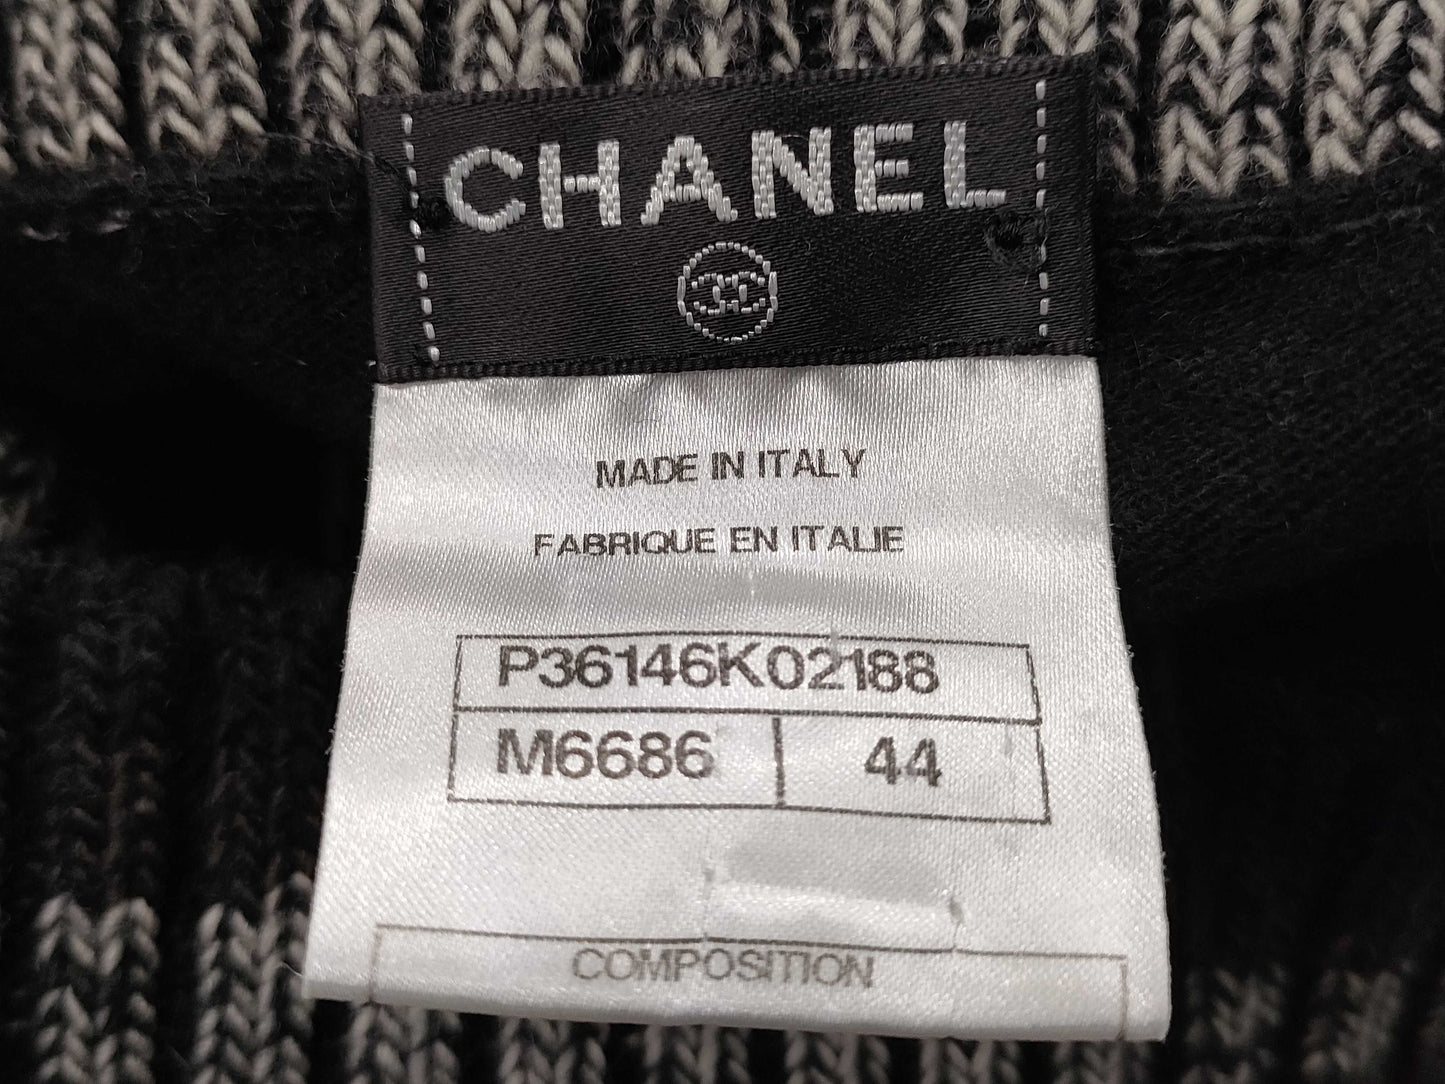 CHANEL
MADE IN ITALY
FABRIQUE EN ITALIE
P36146K02188
M6686 44
COMPOSITION